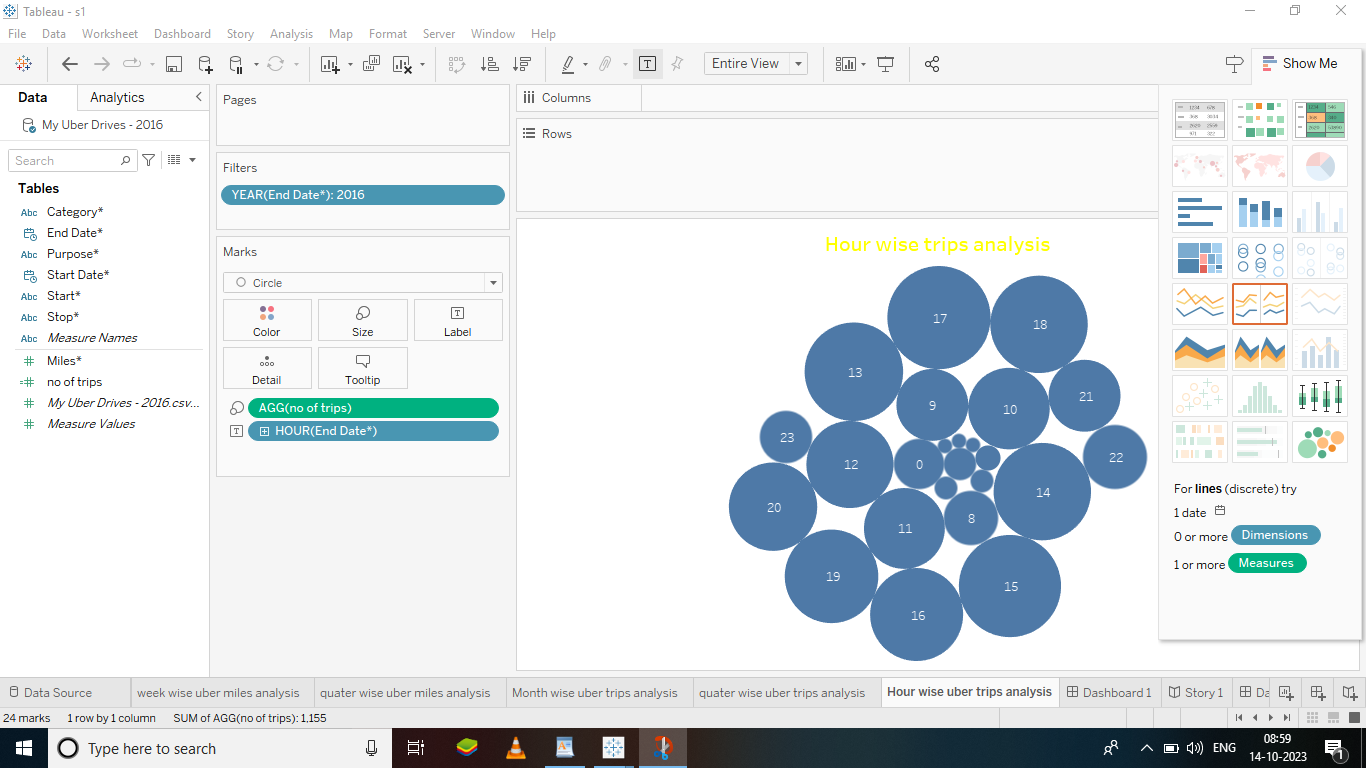 Tableau - s1
File Data Worksheet Dashboard Story Analysis Map Format Server Window Help
Entire View
Show Me
Data Analytics
My Uber Drives - 2016
Search
Tables
Abc Category*
End Date*
Abc Purpose*
Start Date*
Abc Start*
Abc Stop*
Abc Measure Names
Miles*
no of trips
My Uber Drives - 2016.csv...
Measure Values
Pages
Filters
YEAR(End Date*): 2016
Marks
Circle
Color Size Label
Detail Tooltip
AGG(no of trips)
HOUR(End Date*)
Columns
Rows
Hour wise trips analysis
17
18
13
21
9
10
23
22
12
0
14
20
8
11
19
15
16
For lines (discrete) try
1 date
0 or more Dimensions
1 or more Measures
Data Source week wise uber miles analysis quater wise uber miles analysis Month wise uber trips analysis quater wise uber trips analysis Hour wise uber trips analysis Dashboard 1 Story 1 Da
24 marks 1 row by 1 column SUM of AGG(no of trips): 1,155
Type here to search
ENG
08:59
14-10-2023
1